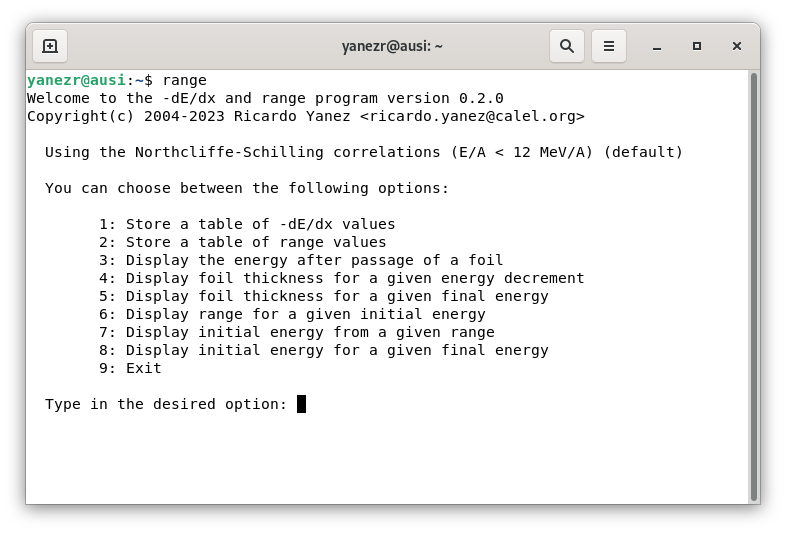 yanezr@ausi: ~
yanezr@ausi:~$ range
Welcome to the -dE/dx and range program version 0.2.0
Copyright(c) 2004-2023 Ricardo Yanez <ricardo.yanez@calel.org>
Using the Northcliffe-Schilling correlations (E/A < 12 MeV/A) (default)
You can choose between the following options:
1: Store a table of -dE/dx values
2: Store a table of range values
3: Display the energy after passage of a foil
4: Display foil thickness for a given energy decrement
5: Display foil thickness for a given final energy
6: Display range for a given initial energy
7: Display initial energy from a given range
8: Display initial energy for a given final energy
9: Exit
Type in the desired option: